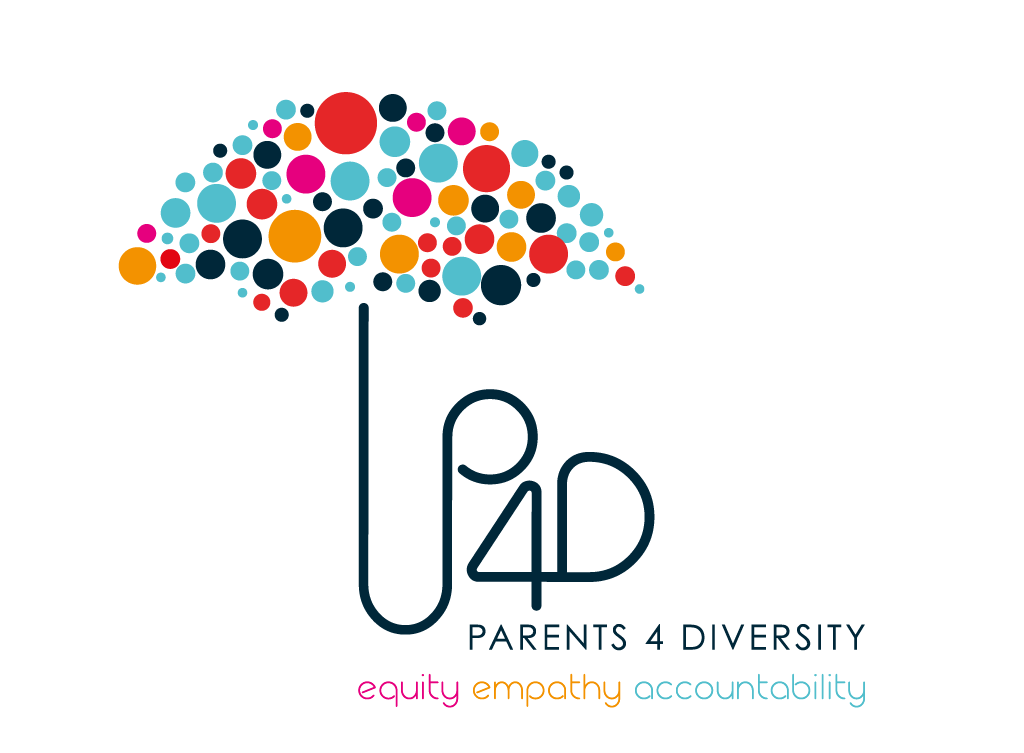 P4D
PARENTS 4 DIVERSITY
equity empathy accountability